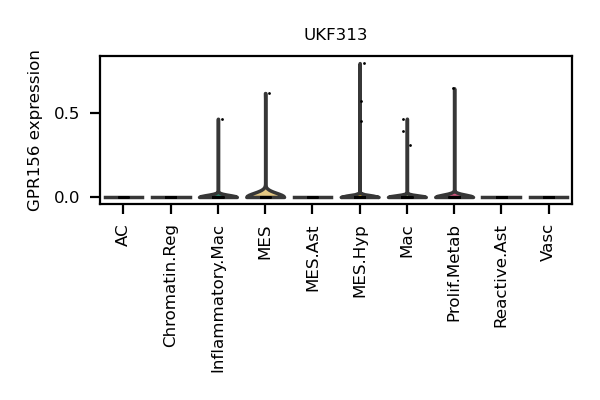 UKF313
GPR156 expression
0.5
0.0
AC
Chromatin.Reg
Inflammatory.Mac
MES
MES.Ast
MES.Hyp
Mac
Prolif.Metab
Reactive.Ast
Vasc